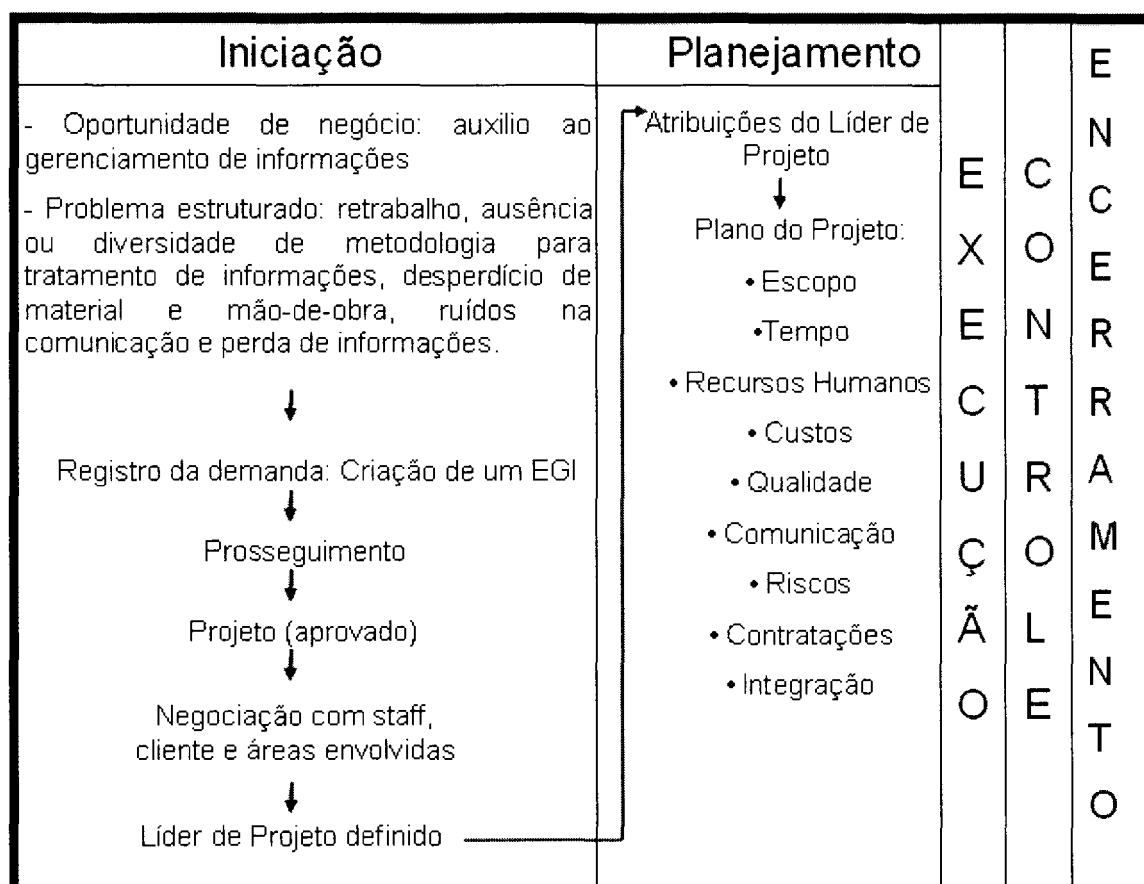 Iniciação
- Oportunidade de negócio: auxilio ao
gerenciamento de informações
- Problema estruturado: retrabalho, ausência
ou diversidade de metodologia para
tratamento de informações, desperdício de
material e mão-de-obra, ruídos na
comunicação e perda de informações.
Registro da demanda: Criação de um EGI
Prosseguimento
Projeto (aprovado)
Negociação com staff,
cliente e áreas envolvidas
Líder de Projeto definido
Planejamento
Atribuições do Líder de
Projeto
Plano do Projeto:
• Escopo
•Tempo
• Recursos Humanos
• Custos
• Qualidade
• Comunicação
• Riscos
• Contratações
• Integração
EXECUÇÃO
CONTROLE
ENCERRAMENTO